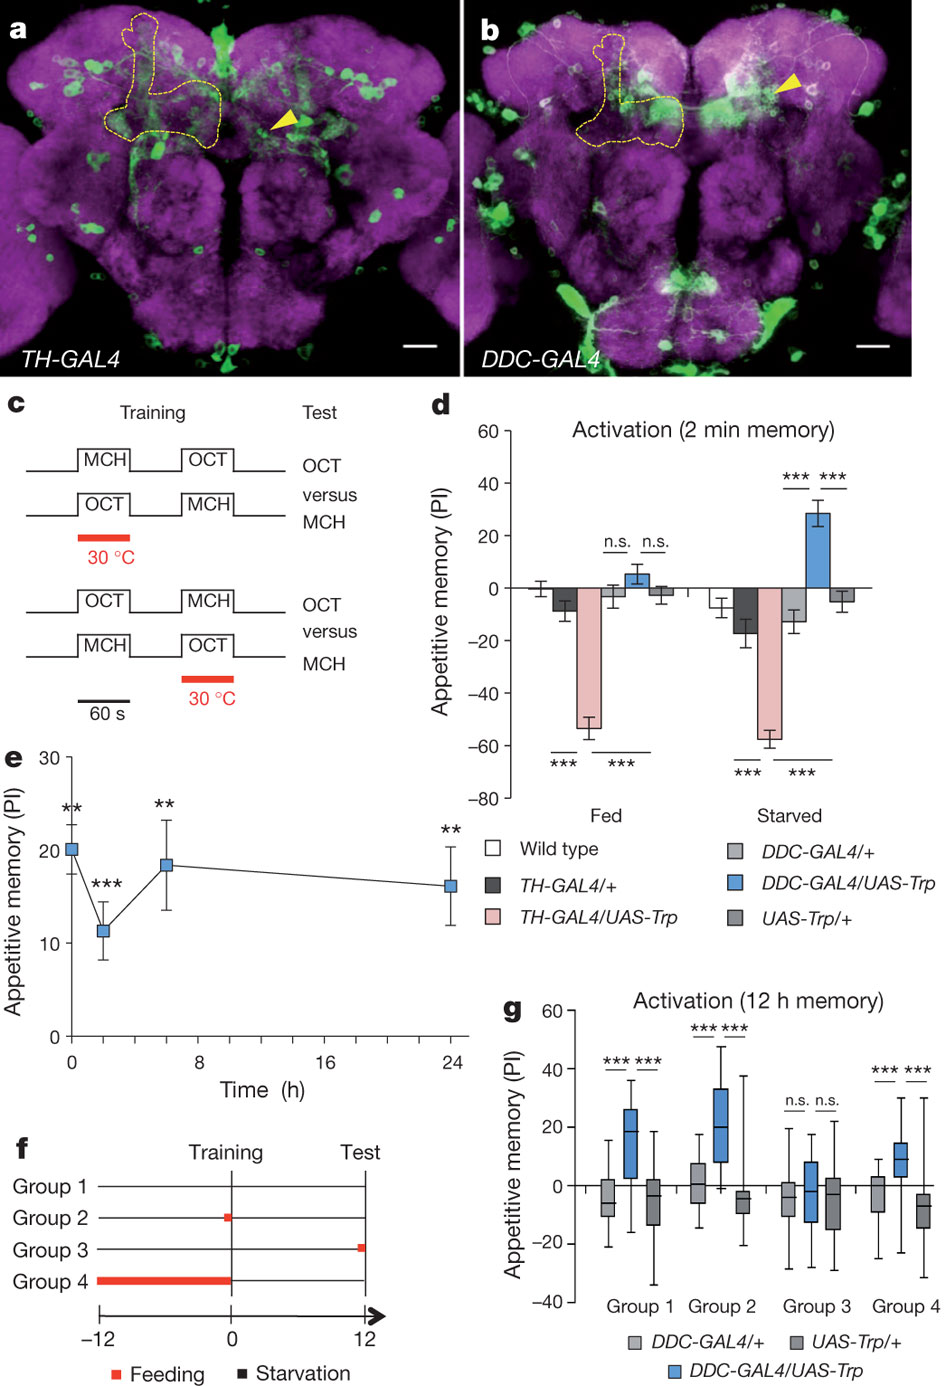 a
b
TH-GAL4
DDC-GAL4
c
Training
Test
MCH
OCT
OCT
versus
OCT
MCH
MCH
30 °C
OCT
MCH
OCT
versus
MCH
OCT
MCH
60 s
30 °C
d
Activation (2 min memory)
Appetitive memory (PI)
60
40
20
0
−20
−40
−60
−80
n.s.
n.s.
***
***
***
***
***
***
Fed
Starved
Wild type
TH-GAL4/+
TH-GAL4/UAS-Trp
DDC-GAL4/+
DDC-GAL4/UAS-Trp
UAS-Trp/+
e
Appetitive memory (PI)
30
20
10
0
**
***
**
**
0
8
16
24
Time (h)
f
Training
Test
Group 1
Group 2
Group 3
Group 4
−12
0
12
Feeding
Starvation
g
Activation (12 h memory)
Appetitive memory (PI)
60
40
20
0
−20
−40
*** ***
*** ***
n.s. n.s.
*** ***
Group 1 Group 2 Group 3 Group 4
DDC-GAL4/+
UAS-Trp/+
DDC-GAL4/UAS-Trp